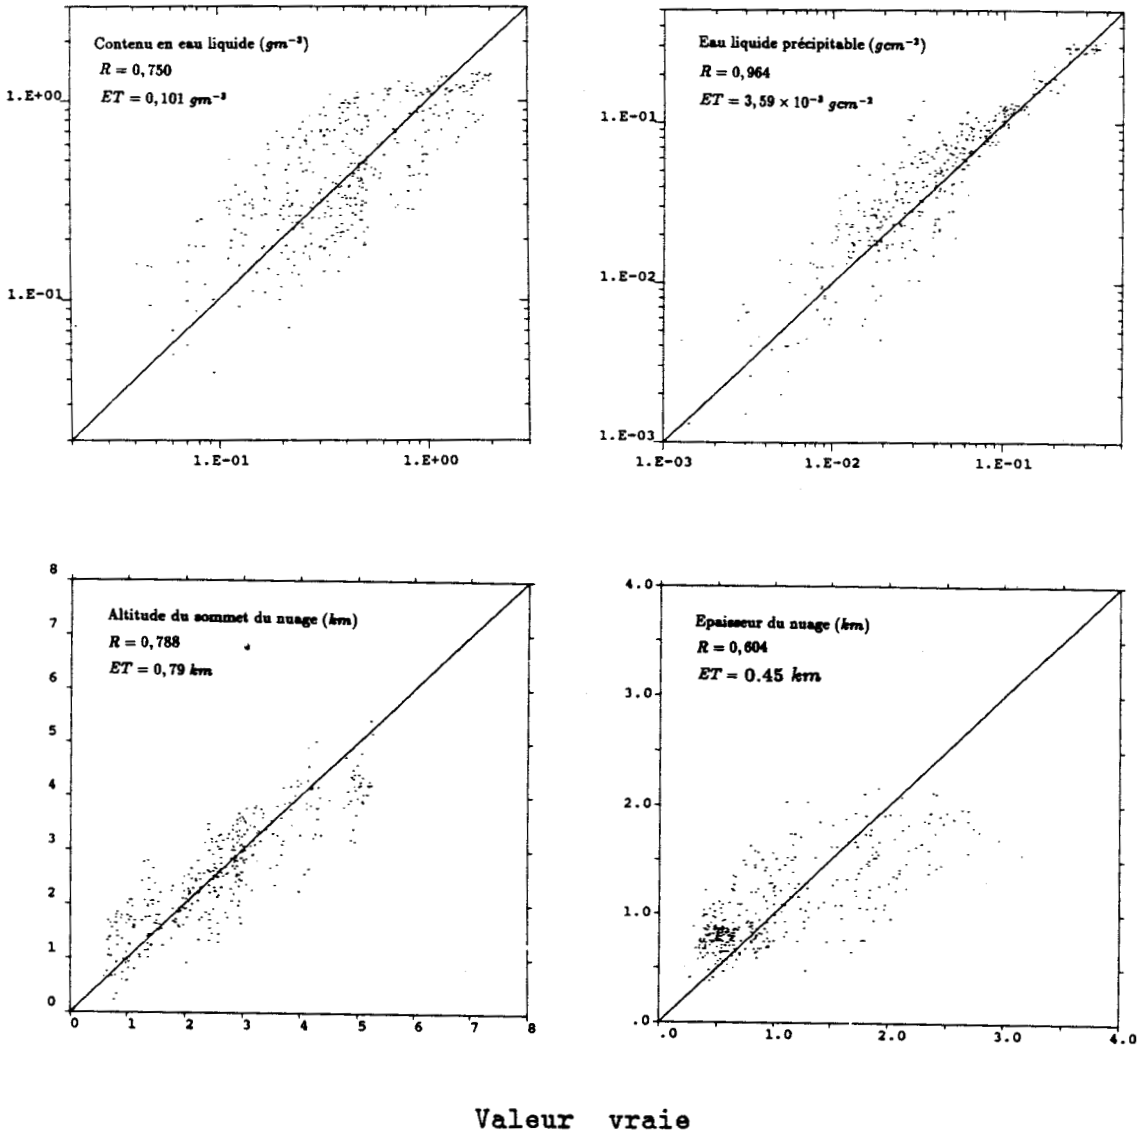 Contenu en eau liquide (gm⁻³)
R = 0,750
ET = 0,101 gm⁻³
1.E+00
1.E-01
1.E-01 1.E+00
Eau liquide précipitable (gcm⁻²)
R = 0,964
ET = 3,59 × 10⁻³ gcm⁻²
1.E-01
1.E-02
1.E-03
1.E-03 1.E-02 1.E-01
Altitude du sommet du nuage (km)
R = 0,788
ET = 0,79 km
8
7
6
5
4
3
2
1
0
0 1 2 3 4 5 6 7 8
Epaisseur du nuage (km)
R = 0,604
ET = 0.45 km
4.0
3.0
2.0
1.0
.0
.0 1.0 2.0 3.0 4.0
Valeur vraie